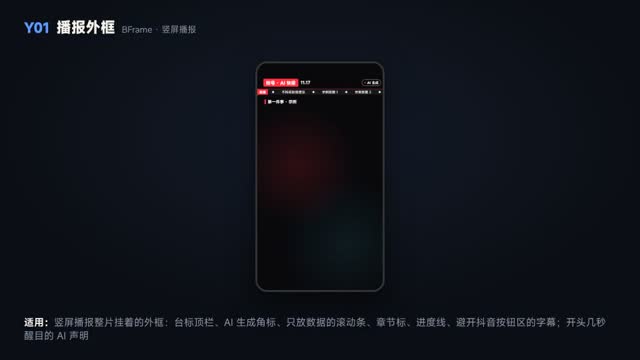 Y01 播报外框 BFrame · 竖屏播报
AI 快报 11.17 AI 生成
第一件事 · 示例
适用：竖屏播报整片挂着的外框：台标顶栏、AI 生成角标、只放数据的滚动条、章节标、进度线、避开抖音按钮区的字幕；开头几秒
醒目的 AI 声明